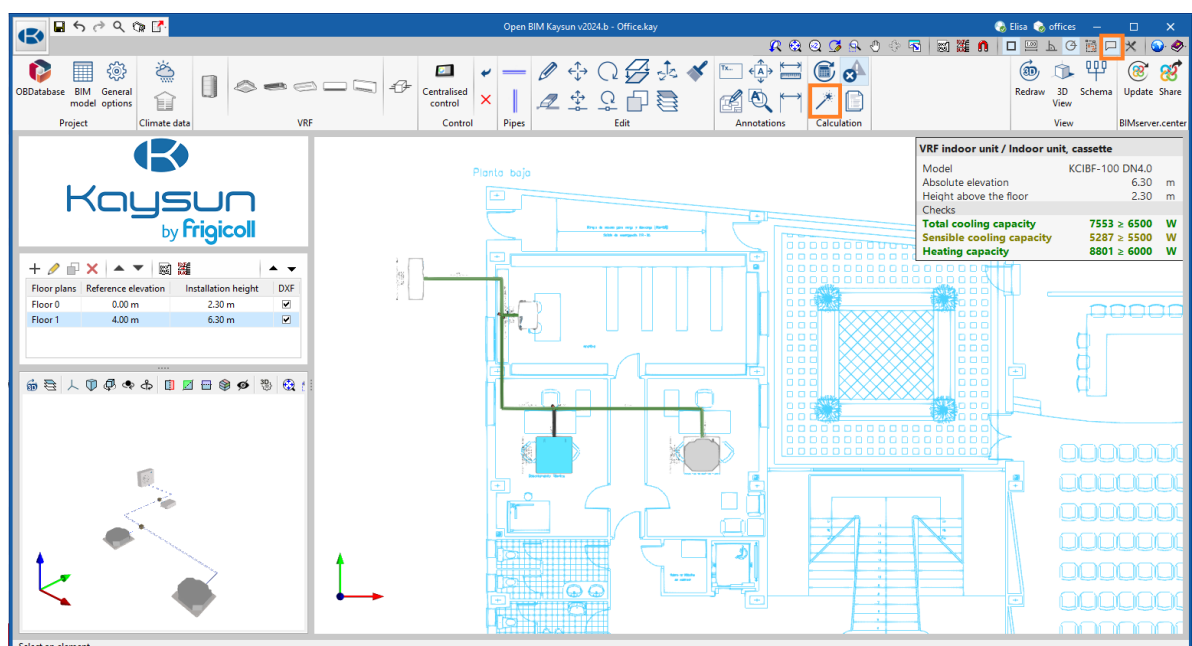 Open BIM Kaysun v2024.b - Office.kay
Elisa
offices
OBDatabase
BIM model
General options
Project
Climate data
VRF
Centralised control
Control
Pipes
Edit
Annotations
Calculation
Redraw
3D View
Schema
View
Update
Share
BIMserver.center
Kaysun
by frigicoll
Floor plans Reference elevation Installation height DXF
Floor 0 0.00 m 2.30 m
Floor 1 4.00 m 6.30 m
Planta baja
VRF indoor unit / Indoor unit, cassette
Model KCIBF-100 DN4.0
Absolute elevation 6.30 m
Height above the floor 2.30 m
Checks
Total cooling capacity 7553 ≥ 6500 W
Sensible cooling capacity 5287 ≥ 5500 W
Heating capacity 8801 ≥ 6000 W
Select an element